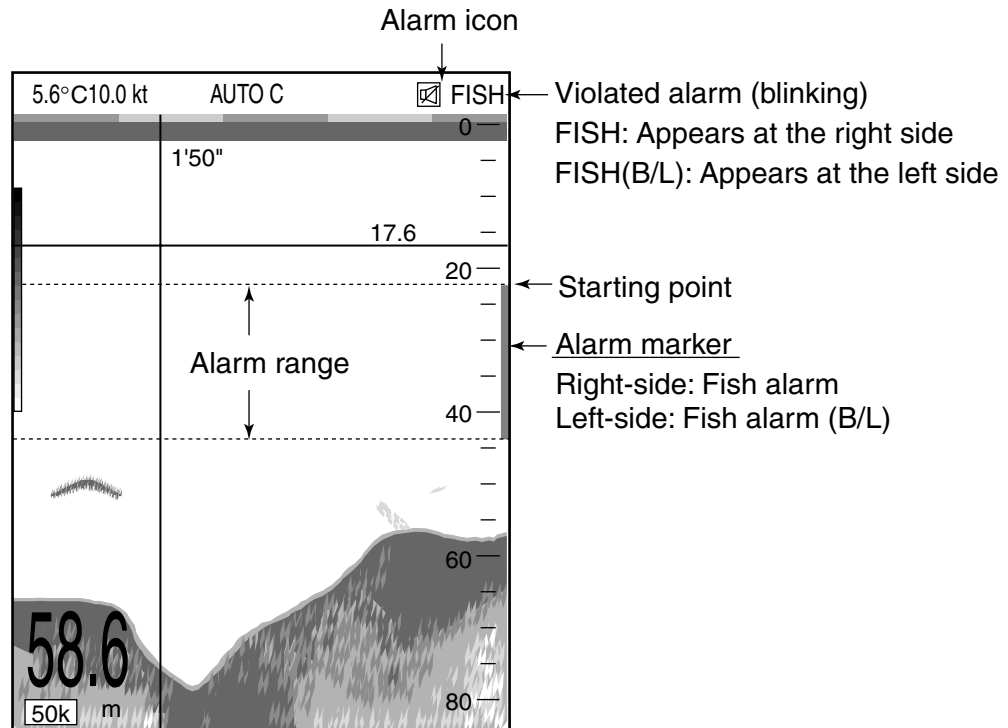 Alarm icon
5.6°C10.0 kt AUTO C FISH
Violated alarm (blinking)
FISH: Appears at the right side
FISH(B/L): Appears at the left side
0
1'50"
17.6
20
Starting point
Alarm range
Alarm marker
Right-side: Fish alarm
Left-side: Fish alarm (B/L)
40
60
58.6
m
50k
80